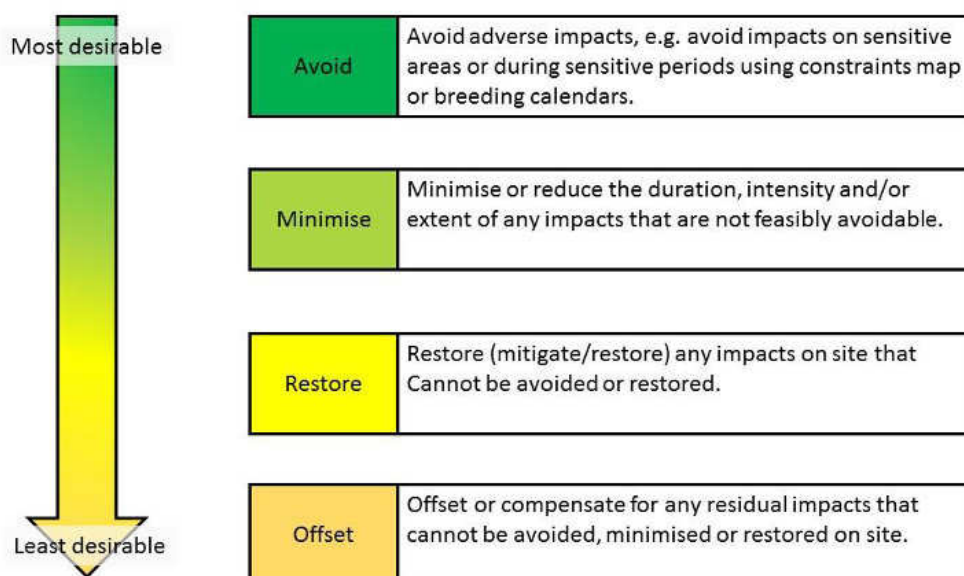 Most desirable
Avoid
Avoid adverse impacts, e.g. avoid impacts on sensitive
areas or during sensitive periods using constraints map
or breeding calendars.
Minimise
Minimise or reduce the duration, intensity and/or
extent of any impacts that are not feasibly avoidable.
Restore
Restore (mitigate/restore) any impacts on site that
Cannot be avoided or restored.
Offset
Offset or compensate for any residual impacts that
cannot be avoided, minimised or restored on site.
Least desirable